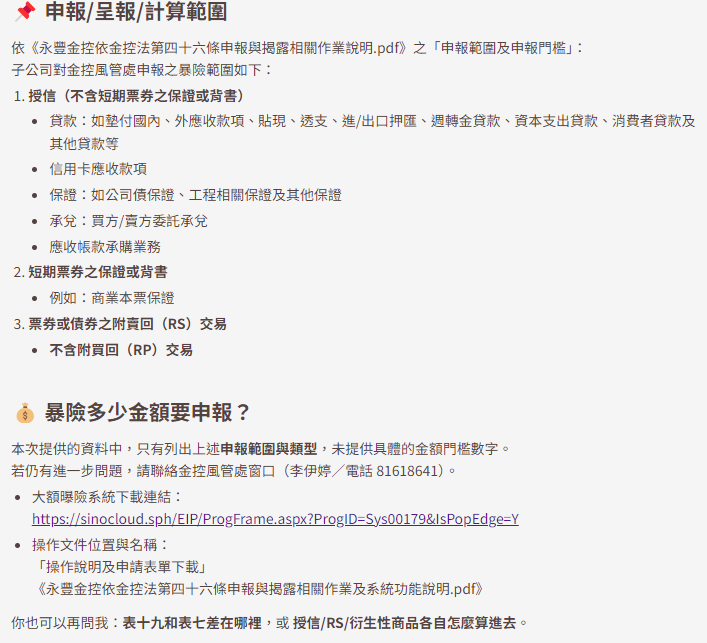 📌 申報/呈報/計算範圍
依《永豐金控依金控法第四十六條申報與揭露相關作業說明.pdf》之「申報範圍及申報門檻」：
子公司對金控風管處申報之暴險範圍如下：
1. 授信（不含短期票券之保證或背書）
• 貸款：如墊付國內、外應收款項、貼現、透支、進/出口押匯、週轉金貸款、資本支出貸款、消費者貸款及
其他貸款等
• 信用卡應收款項
• 保證：如公司債保證、工程相關保證及其他保證
• 承兌：買方/賣方委託承兌
• 應收帳款承購業務
2. 短期票券之保證或背書
• 例如：商業本票保證
3. 票券或債券之附賣回（RS）交易
• 不含附買回（RP）交易
💰 暴險多少金額要申報？
本次提供的資料中，只有列出上述申報範圍與類型，未提供具體的金額門檻數字。
若仍有進一步問題，請聯絡金控風管處窗口（李伊婷／電話 81618641）。
• 大額曝險系統下載連結：
https://sinocloud.sph/EIP/ProgFrame.aspx?ProgID=Sys00179&IsPopEdge=Y
• 操作文件位置與名稱：
「操作說明及申請表單下載」
《永豐金控依金控法第四十六條申報與揭露相關作業及系統功能說明.pdf》
你也可以再問我：表十九和表七差在哪裡，或 授信/RS/衍生性商品各自怎麼算進去。